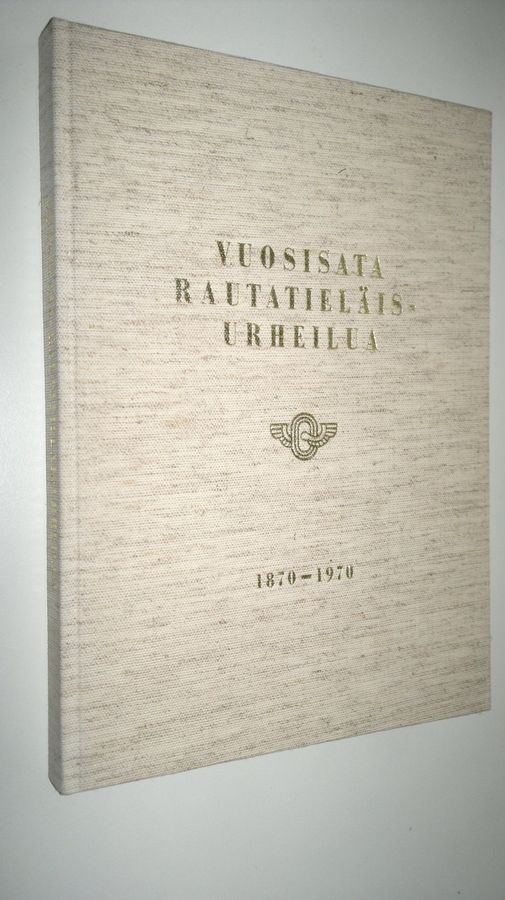 VUOSISATA
RAUTATIELÄIS-
URHEILUA
1870–1970